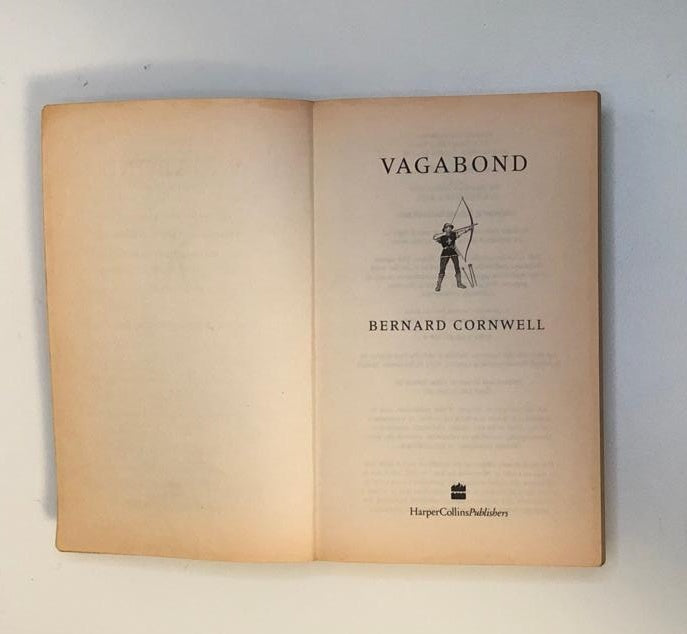 VAGABOND
BERNARD CORNWELL
HarperCollinsPublishers